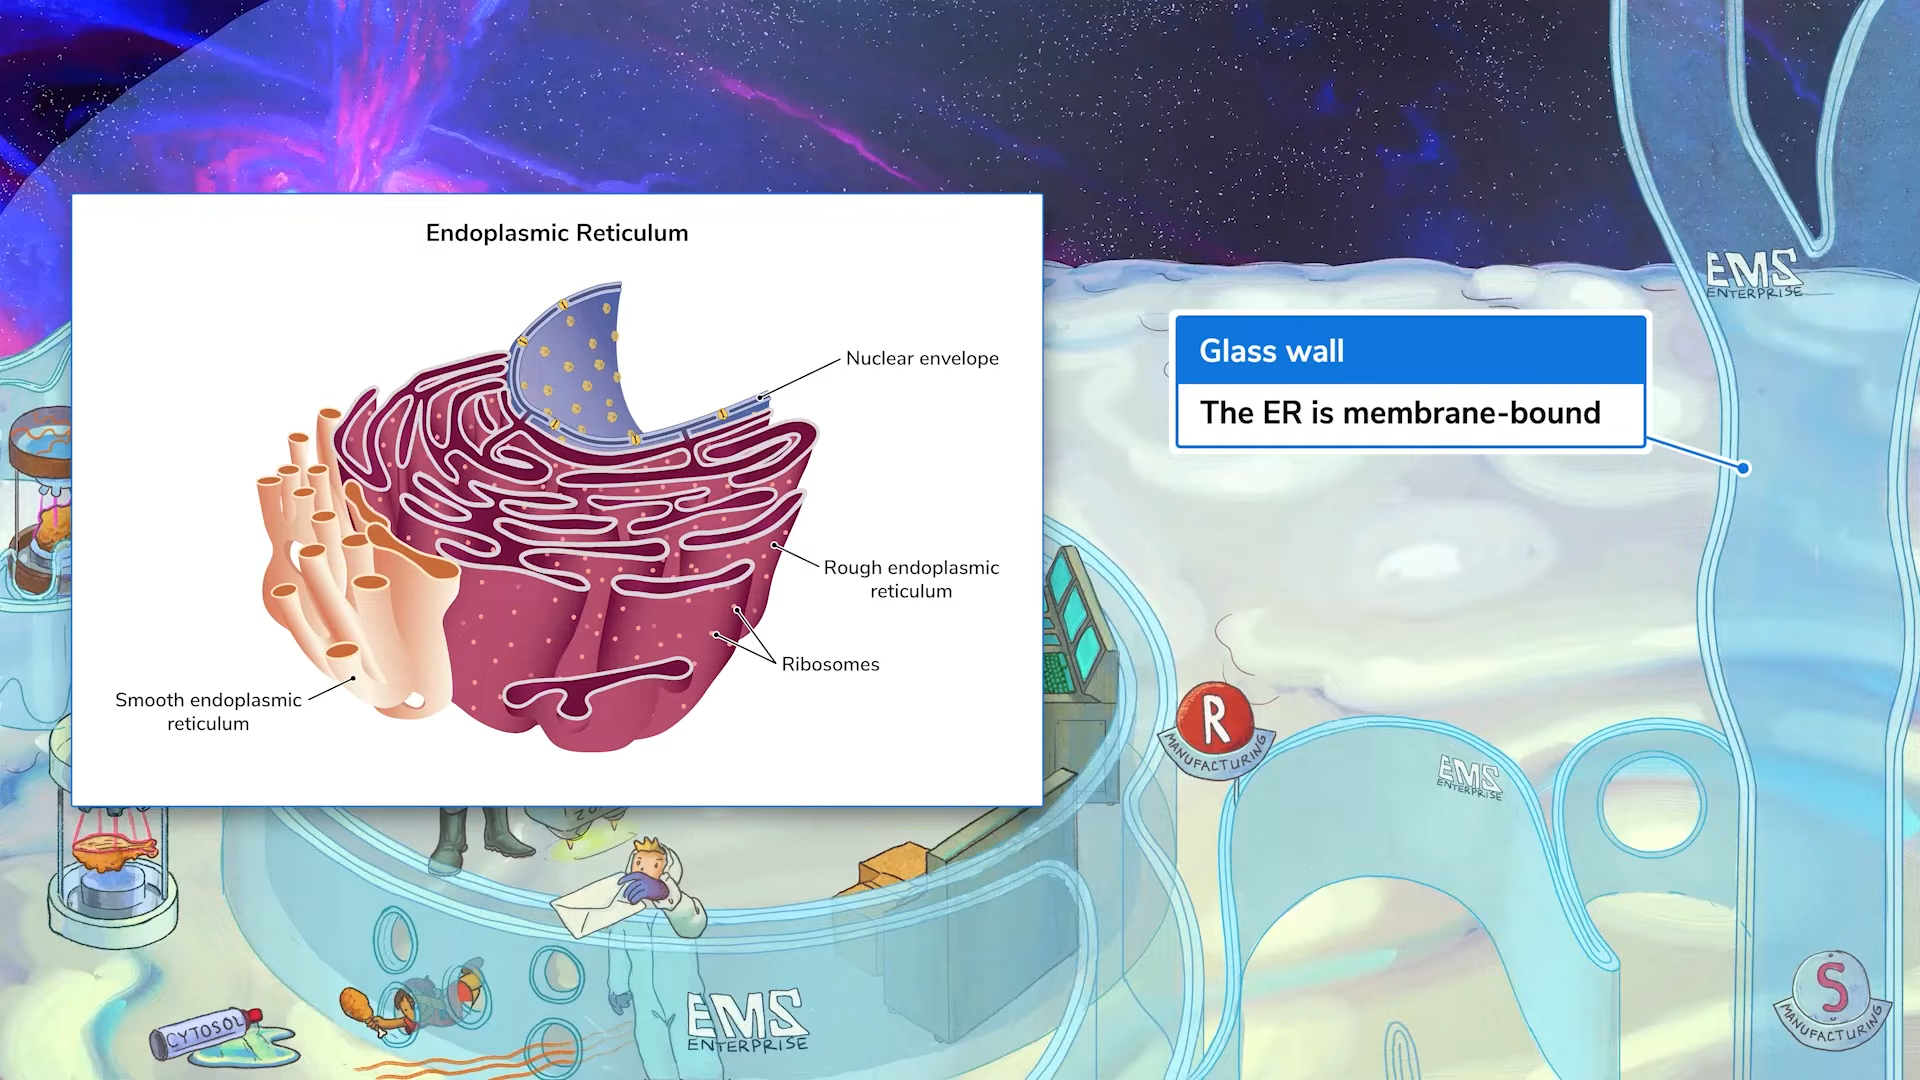 Endoplasmic Reticulum
Nuclear envelope
Rough endoplasmic
reticulum
Ribosomes
Smooth endoplasmic
reticulum
Glass wall
The ER is membrane-bound
EMS
ENTERPRISE
R
MANUFACTURING
EMS
ENTERPRISE
EMS
ENTERPRISE
S
MANUFACTURING
CYTOSOL